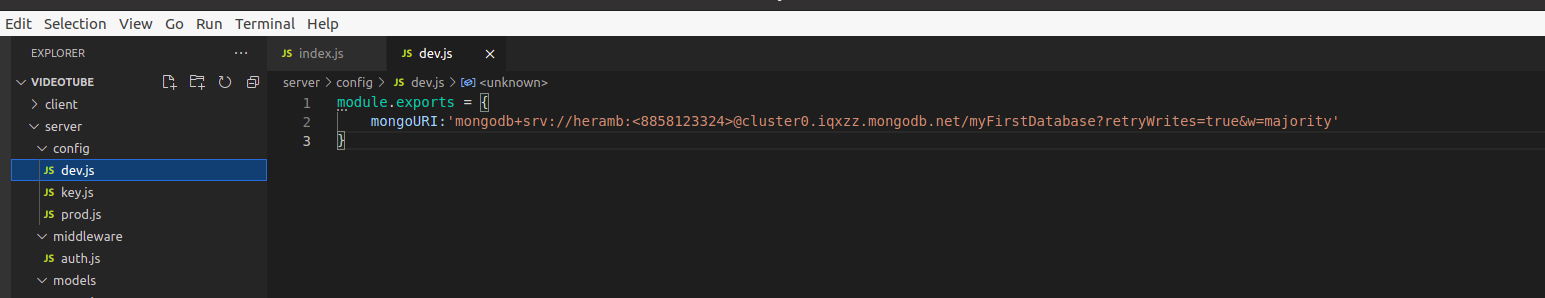 Edit Selection View Go Run Terminal Help
EXPLORER ···
JS index.js JS dev.js ×
VIDEOTUBE
server > config > JS dev.js > <unknown>
client
server
config
JS dev.js
JS key.js
JS prod.js
middleware
JS auth.js
models
1 module.exports = {
2 mongoURI:'mongodb+srv://heramb:<8858123324>@cluster0.iqxzz.mongodb.net/myFirstDatabase?retryWrites=true&w=majority'
3 }